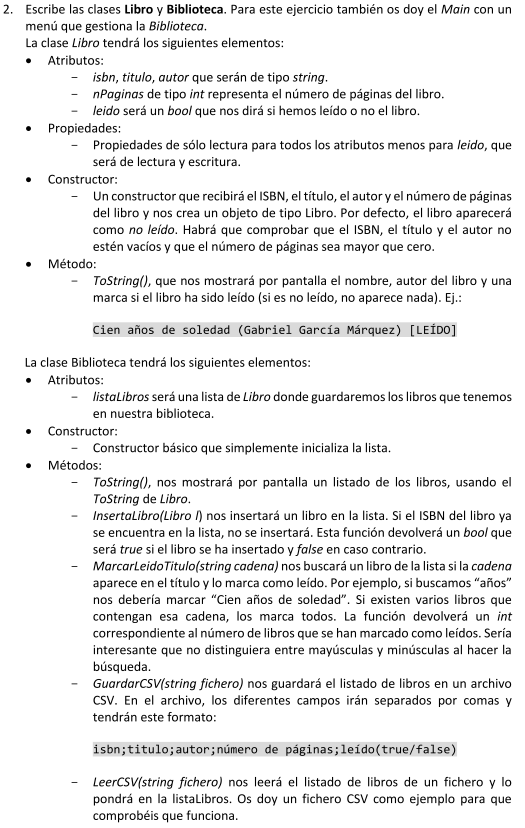 2. Escribe las clases Libro y Biblioteca. Para este ejercicio también os doy el Main con un
menú que gestiona el Biblioteca.
La clase Libro tendrá los siguientes elementos:
• Atributos:
- isbn, titulo, autor que serán de tipo string.
- nPaginas de tipo int representa el número de páginas del libro.
- leido será un bool que nos dirá si hemos leído o no el libro.
• Propiedades:
- Propiedades de sólo lectura para todos los atributos menos para leido, que
será de lectura y escritura.
• Constructor:
- Un constructor que recibirá el ISBN, el título, el autor y el número de páginas
del libro y nos crea un objeto de tipo Libro. Por defecto, el libro aparecerá
como no leído. Habrá que comprobar que el ISBN, el título y el autor no
estén vacíos y que el número de páginas sea mayor que cero.
• Método:
- ToString(), que nos mostrará por pantalla el nombre, autor del libro y una
marca si el libro ha sido leído (si es no leído, no aparece nada). Ej.:
Cien años de soledad (Gabriel García Márquez) [LEÍDO]
La clase Biblioteca tendrá los siguientes elementos:
• Atributos:
- listaLibros será una lista de Libro donde guardaremos los libros que tenemos
en nuestra biblioteca.
• Constructor:
- Constructor básico que simplemente inicializa la lista.
• Métodos:
- ToString(), nos mostrará por pantalla un listado de los libros, usando el
ToString de Libro.
- InsertaLibro(Libro l) nos insertará un libro en la lista. Si el ISBN del libro ya
se encuentra en la lista, no se insertará. Esta función devolverá un bool que
será true si el libro se ha insertado y false en caso contrario.
- MarcarLeidoTitulo(string cadena) nos buscará un libro de la lista si la cadena
aparece en el título y lo marca como leído. Por ejemplo, si buscamos “años”
nos debería marcar “Cien años de soledad”. Si existen varios libros que
contengan esa cadena, los marca todos. La función devolverá un int
correspondiente al número de libros que se han marcado como leídos. Sería
interesante que no distinguiera entre mayúsculas y minúsculas al hacer la
búsqueda.
- GuardarCSV(string fichero) nos guardará el listado de libros en un archivo
CSV. En el archivo, los diferentes campos irán separados por comas y
tendrán este formato:
isbn;titulo;autor;número de páginas;leído(true/false)
- LeerCSV(string fichero) nos leerá el listado de libros de un fichero y lo
pondrá en la listaLibros. Os doy un fichero CSV como ejemplo para que
comprobéis que funciona.